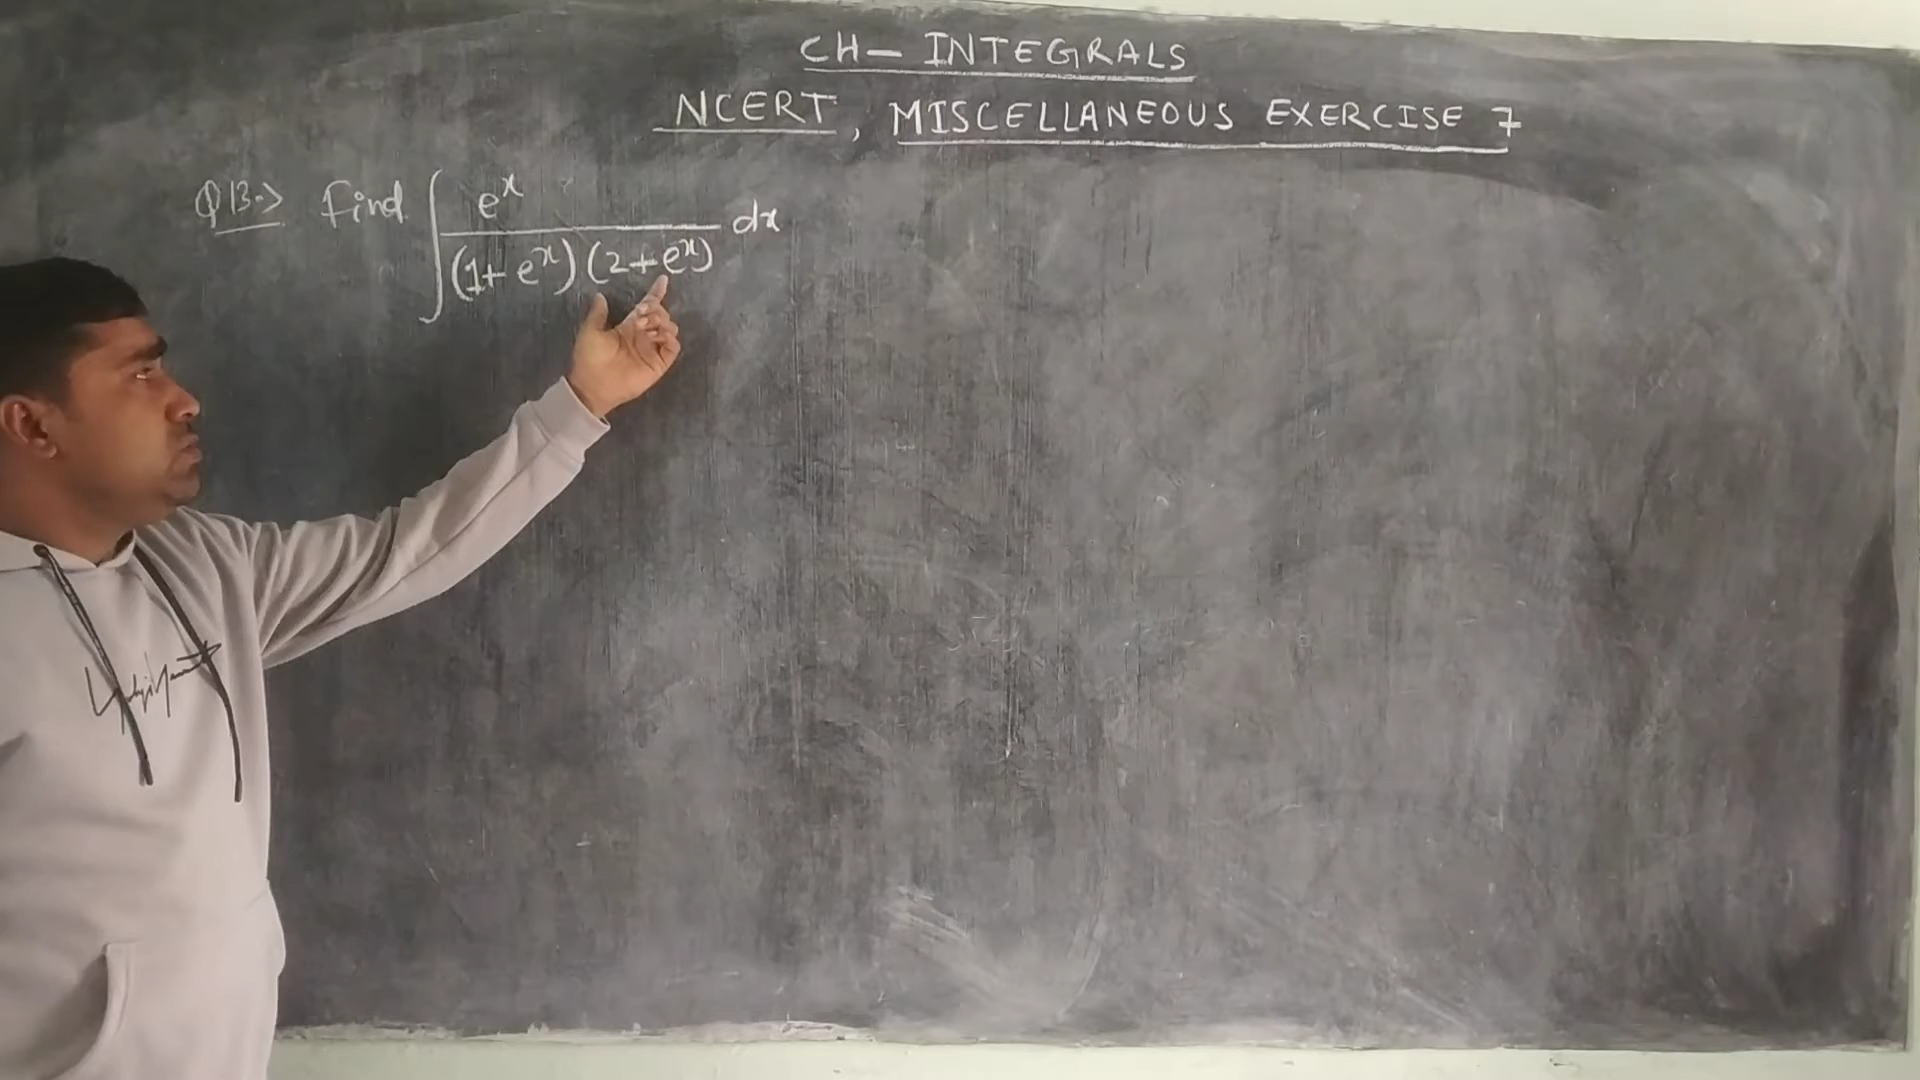 CH— INTEGRALS
NCERT, MISCELLANEOUS EXERCISE 7
Q13.> Find ∫ e^x / (1+e^x)(2+e^x) dx